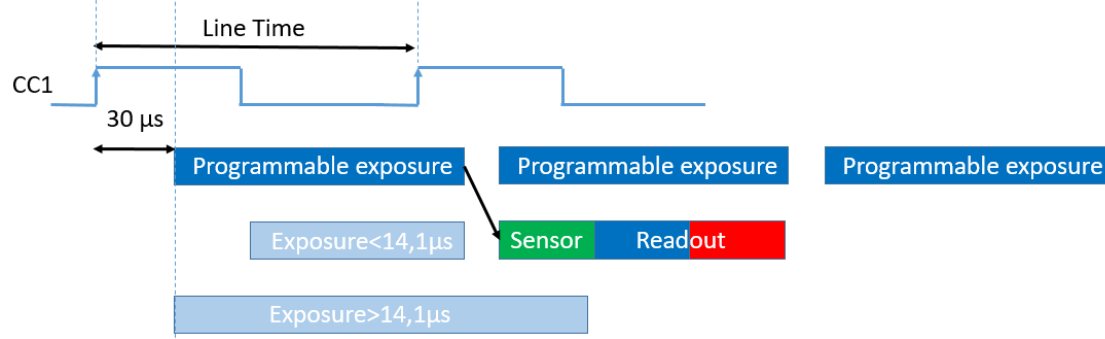 Line Time
CC1
30 µs
Programmable exposure
Programmable exposure
Programmable exposure
Exposure<14,1µs
Sensor
Readout
Exposure>14,1µs